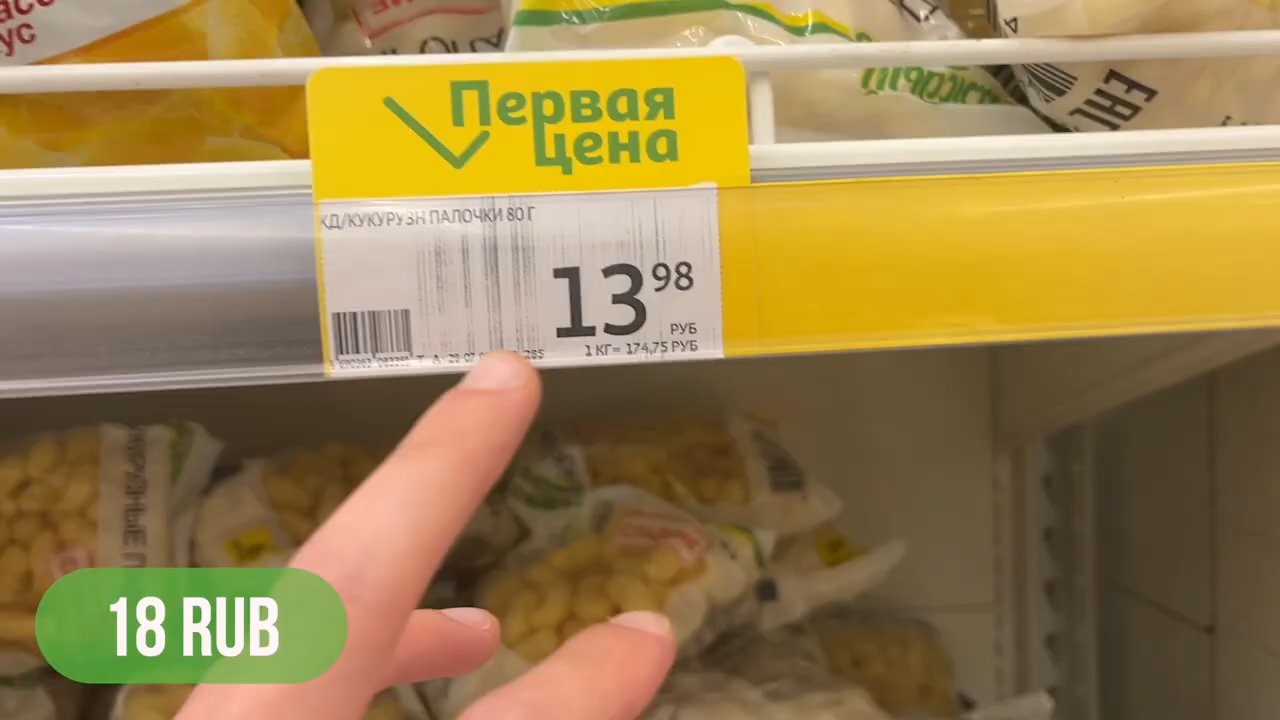 Первая
цена
КД/КУКУРУЗН ПАЛОЧКИ 80 Г
13 98
РУБ
1 КГ= 174,75 РУБ
18 RUB